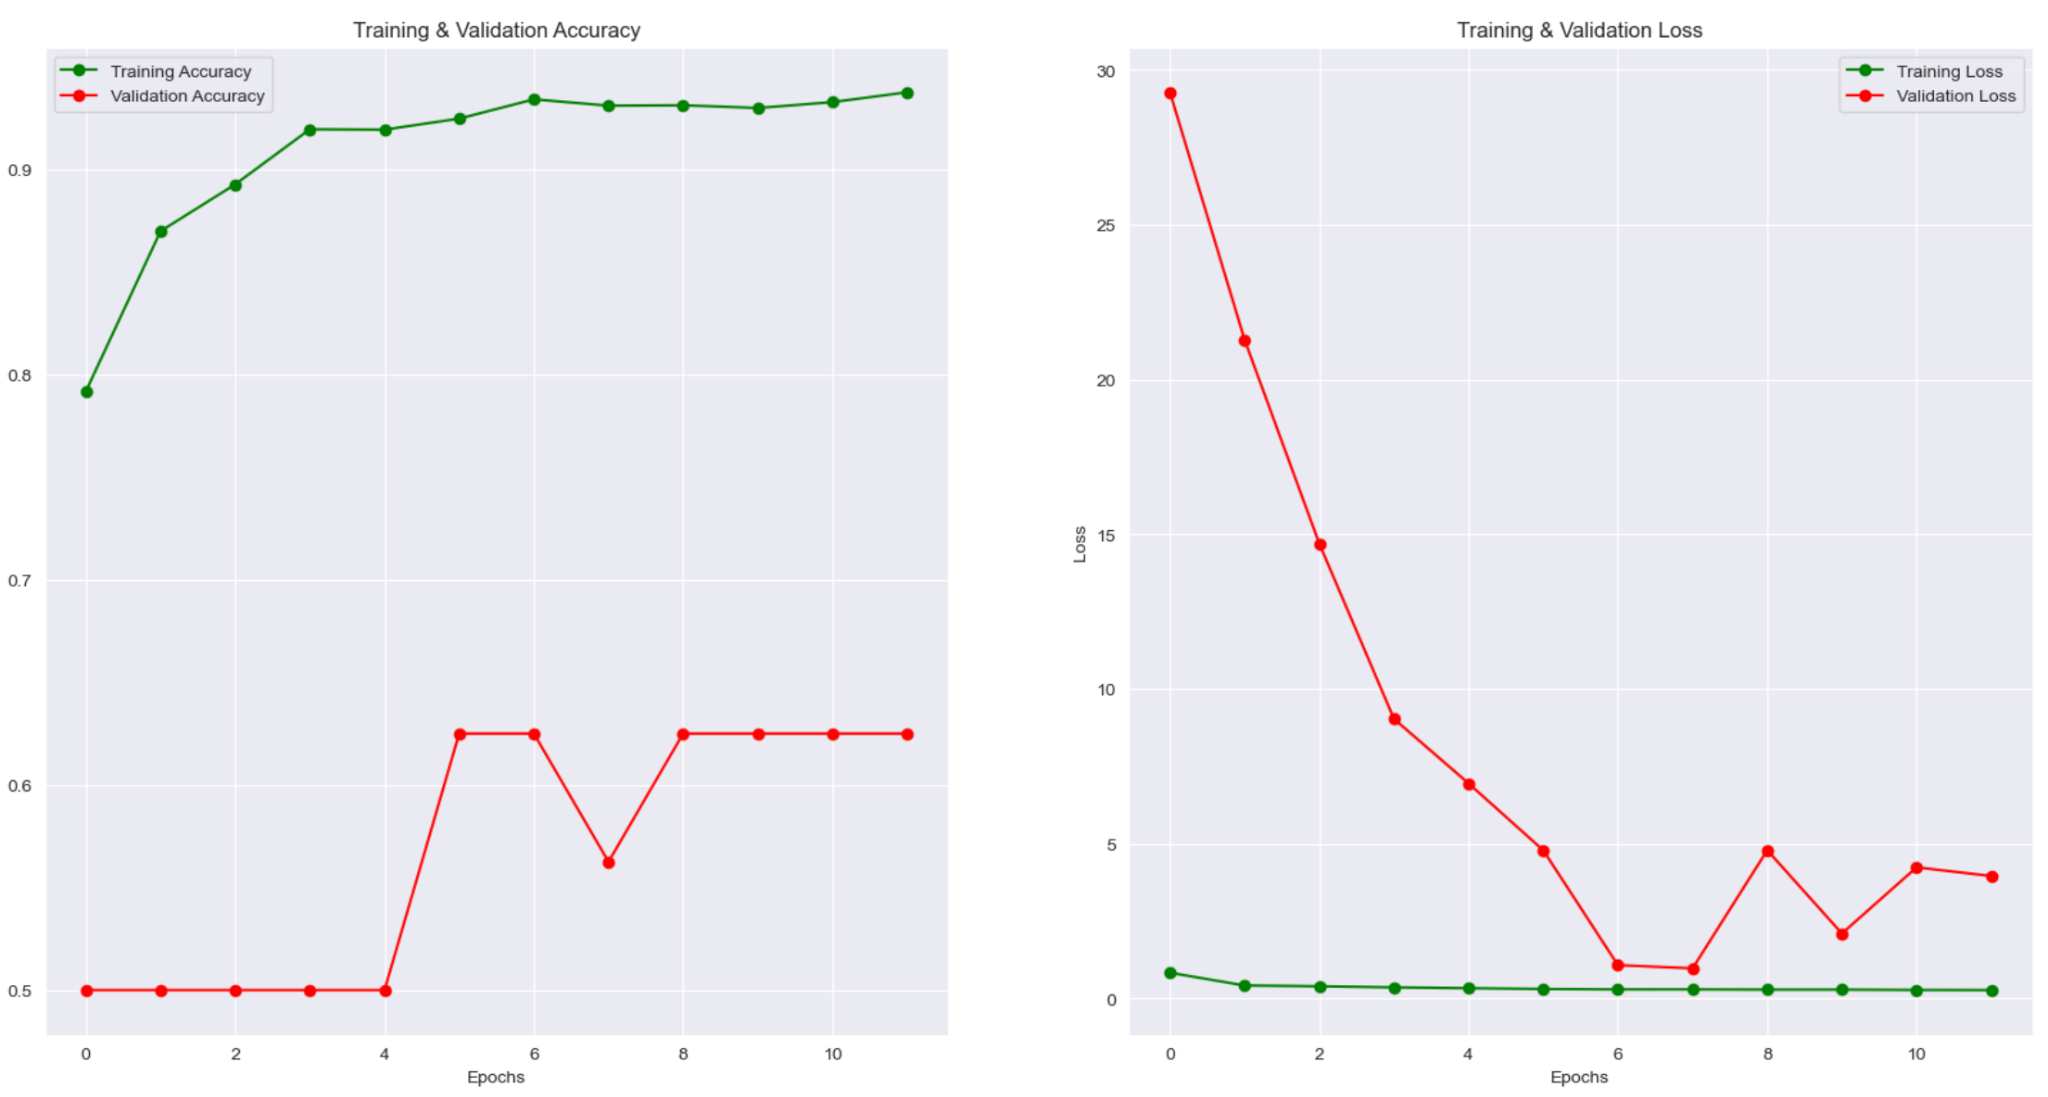 Training & Validation Accuracy
Training Accuracy
Validation Accuracy
0.9
0.8
0.7
0.6
0.5
0 2 4 6 8 10
Epochs
Training & Validation Loss
Training Loss
Validation Loss
30
25
20
15
10
5
0
Loss
0 2 4 6 8 10
Epochs